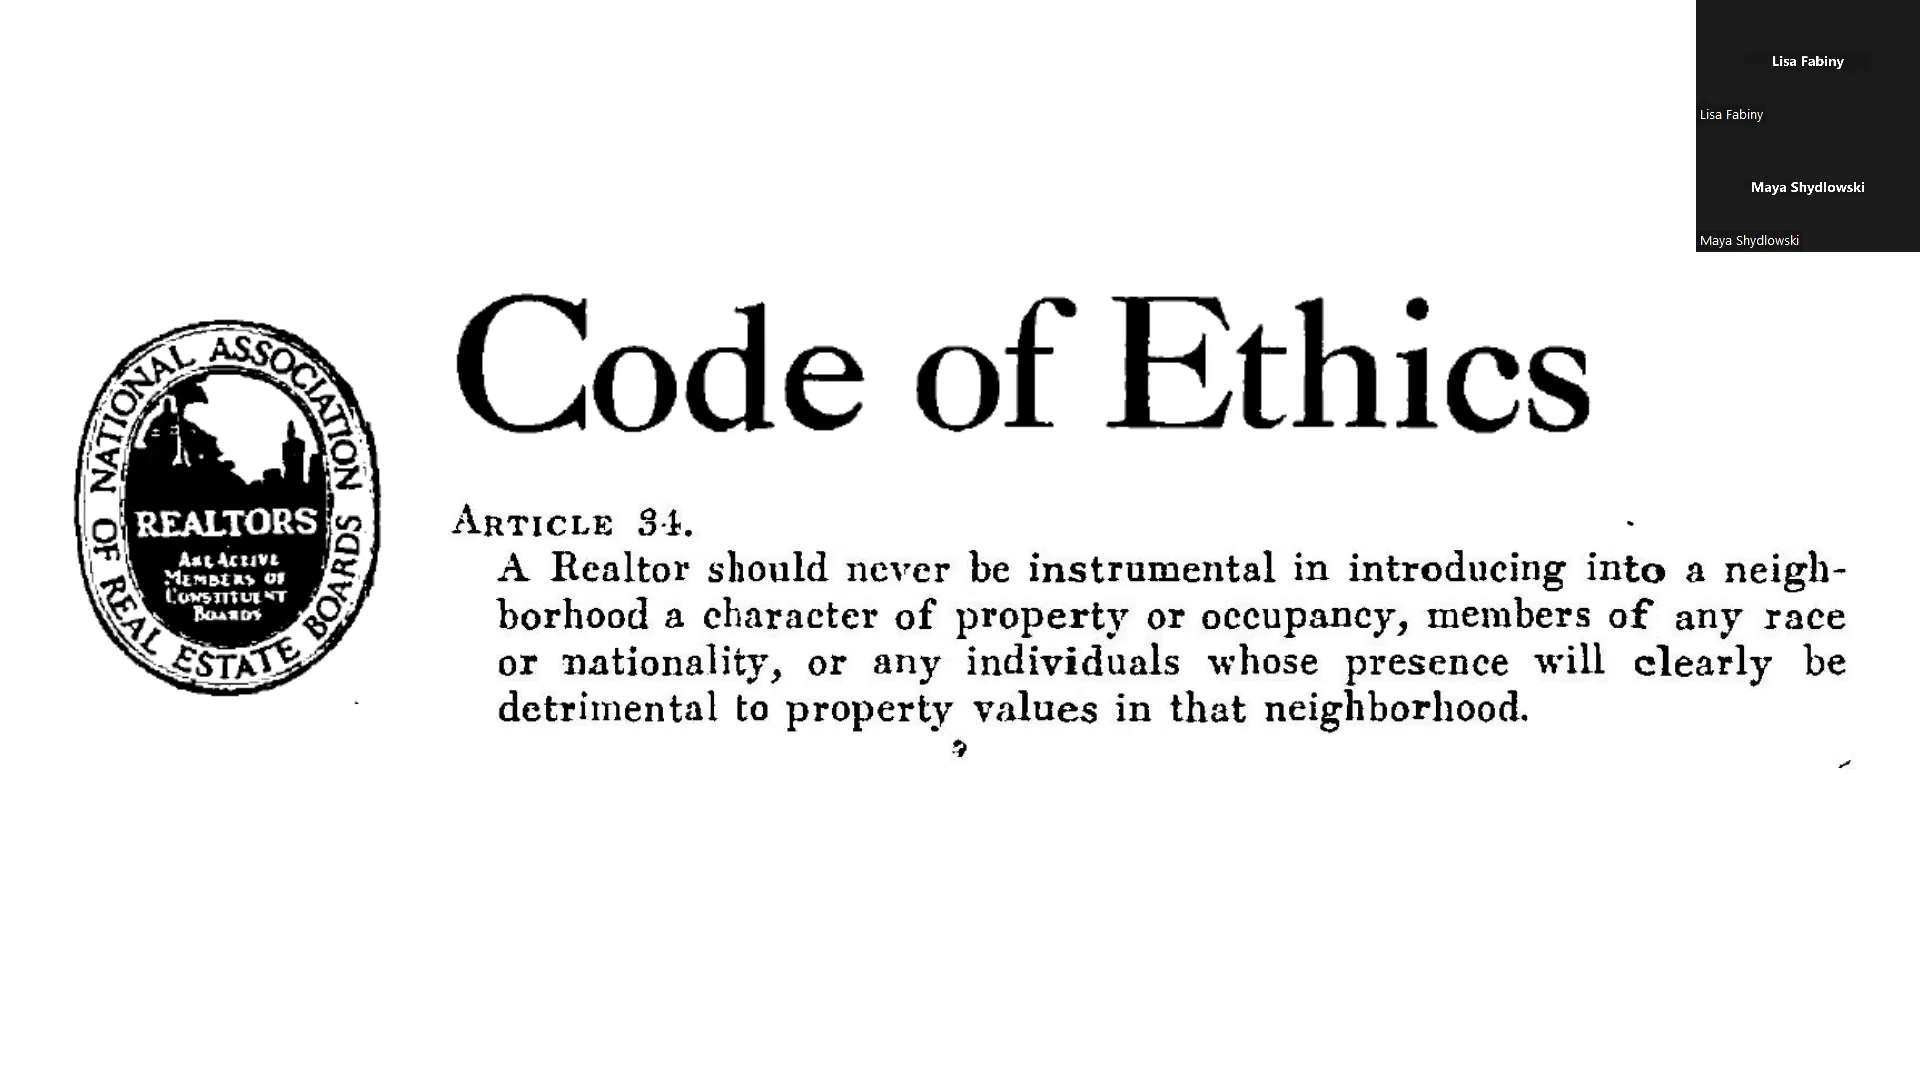 Lisa Fabiny
Lisa Fabiny
Maya Shydlowski
Maya Shydlowski
Code of Ethics
NATIONAL ASSOCIATION
OF REAL ESTATE BOARDS
REALTORS
ARE ACTIVE
MEMBERS OF
CONSTITUENT
BOARDS
ARTICLE 34.
A Realtor should never be instrumental in introducing into a neigh-
borhood a character of property or occupancy, members of any race
or nationality, or any individuals whose presence will clearly be
detrimental to property values in that neighborhood.